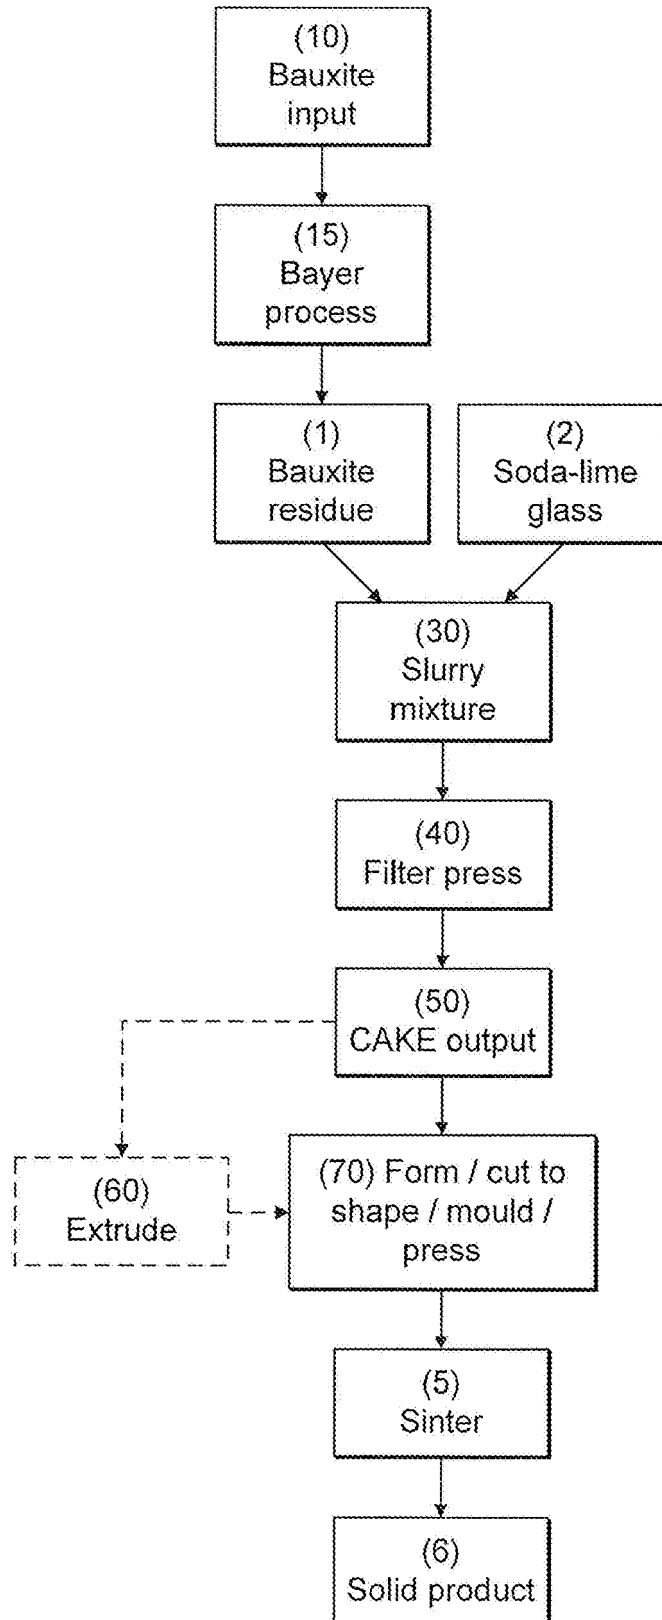 (10)
Bauxite
input
(15)
Bayer
process
(1)
Bauxite
residue
(2)
Soda-lime
glass
(30)
Slurry
mixture
(40)
Filter press
(50)
CAKE output
(60)
Extrude
(70) Form / cut to
shape / mould /
press
(5)
Sinter
(6)
Solid product